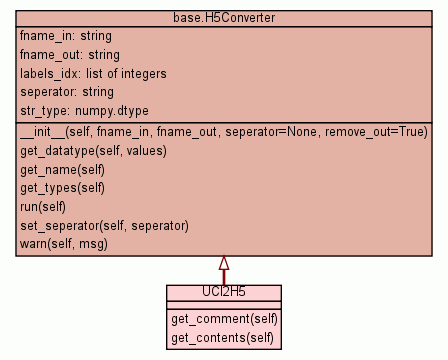 base.H5Converter
fname_in: string
fname_out: string
labels_idx: list of integers
seperator: string
str_type: numpy.dtype
__init__(self, fname_in, fname_out, seperator=None, remove_out=True)
get_datatype(self, values)
get_name(self)
get_types(self)
run(self)
set_seperator(self, seperator)
warn(self, msg)
UCI2H5
get_comment(self)
get_contents(self)